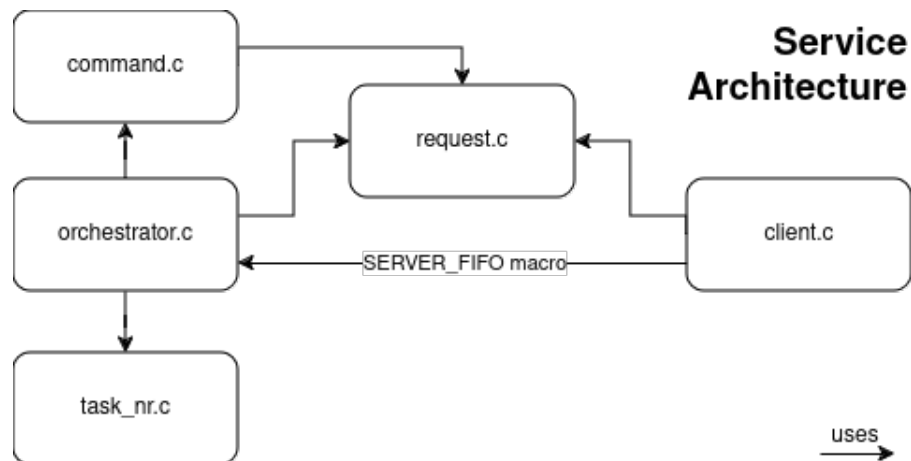 Service
Architecture
command.c
request.c
orchestrator.c
client.c
SERVER_FIFO macro
task_nr.c
uses